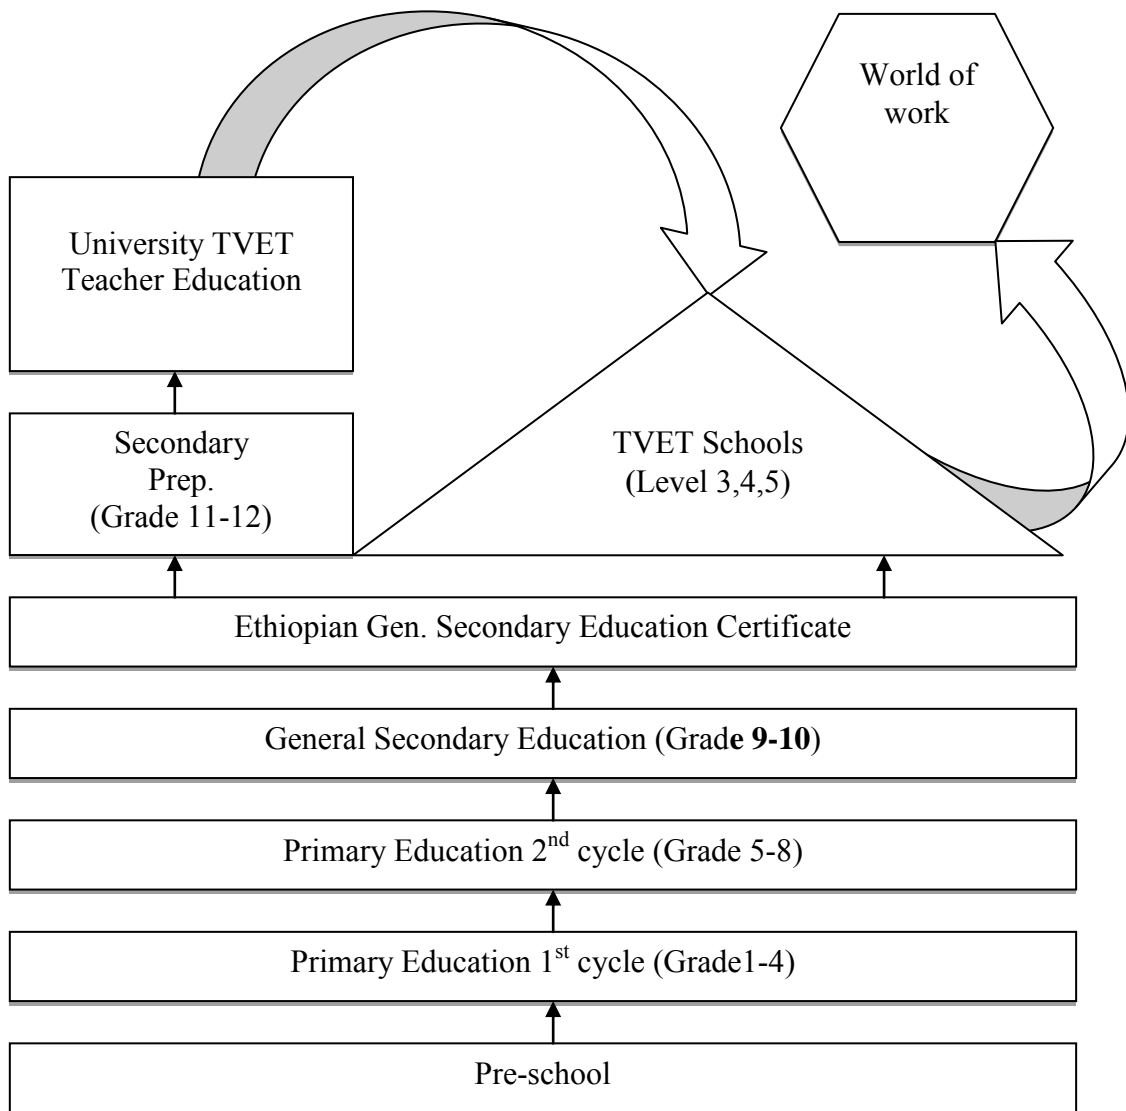 World of
work
University TVET
Teacher Education
Secondary
Prep.
(Grade 11-12)
TVET Schools
(Level 3,4,5)
Ethiopian Gen. Secondary Education Certificate
General Secondary Education (Grade 9-10)
Primary Education 2nd cycle (Grade 5-8)
Primary Education 1st cycle (Grade1-4)
Pre-school